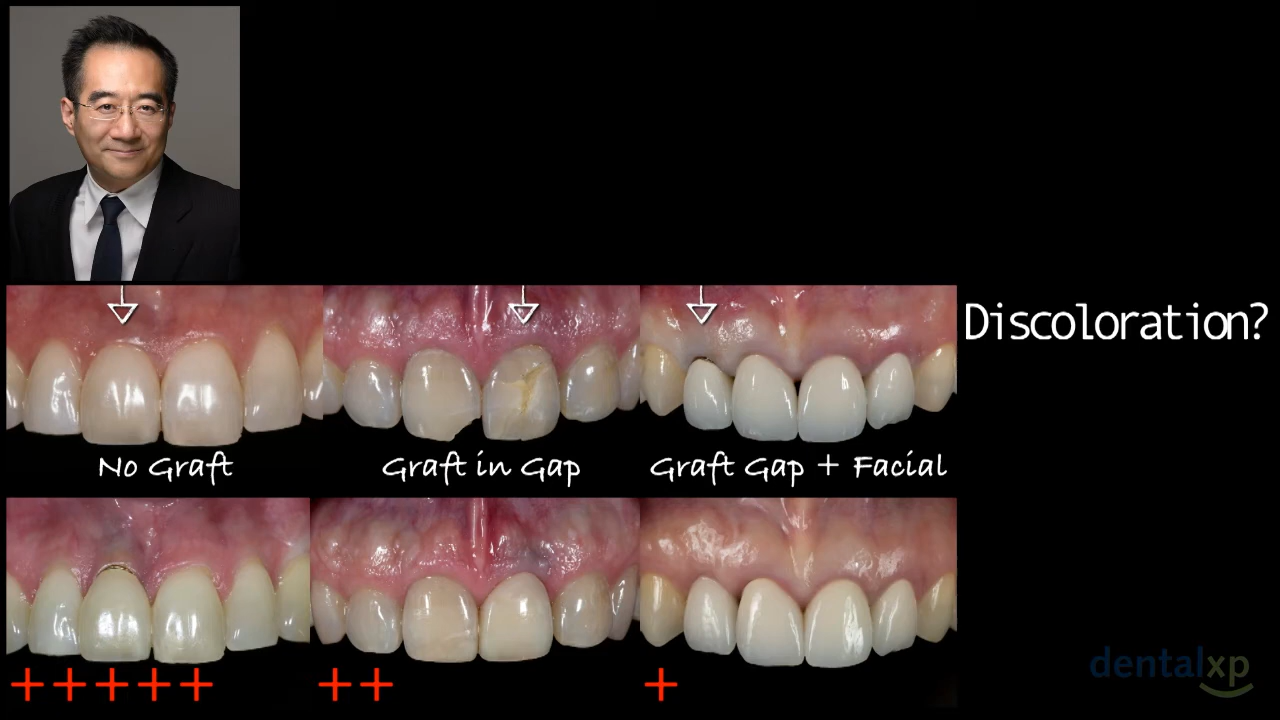 Discoloration?
No Graft
Graft in Gap
Graft Gap + Facial
+++++
++
+
dentalxp